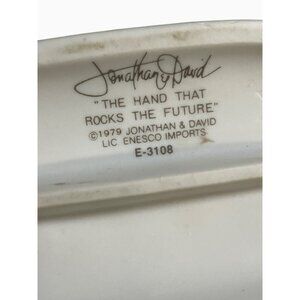 Jonathan & David
"THE HAND THAT
ROCKS THE FUTURE"
©1979 JONATHAN & DAVID
LIC ENESCO IMPORTS
E-3108